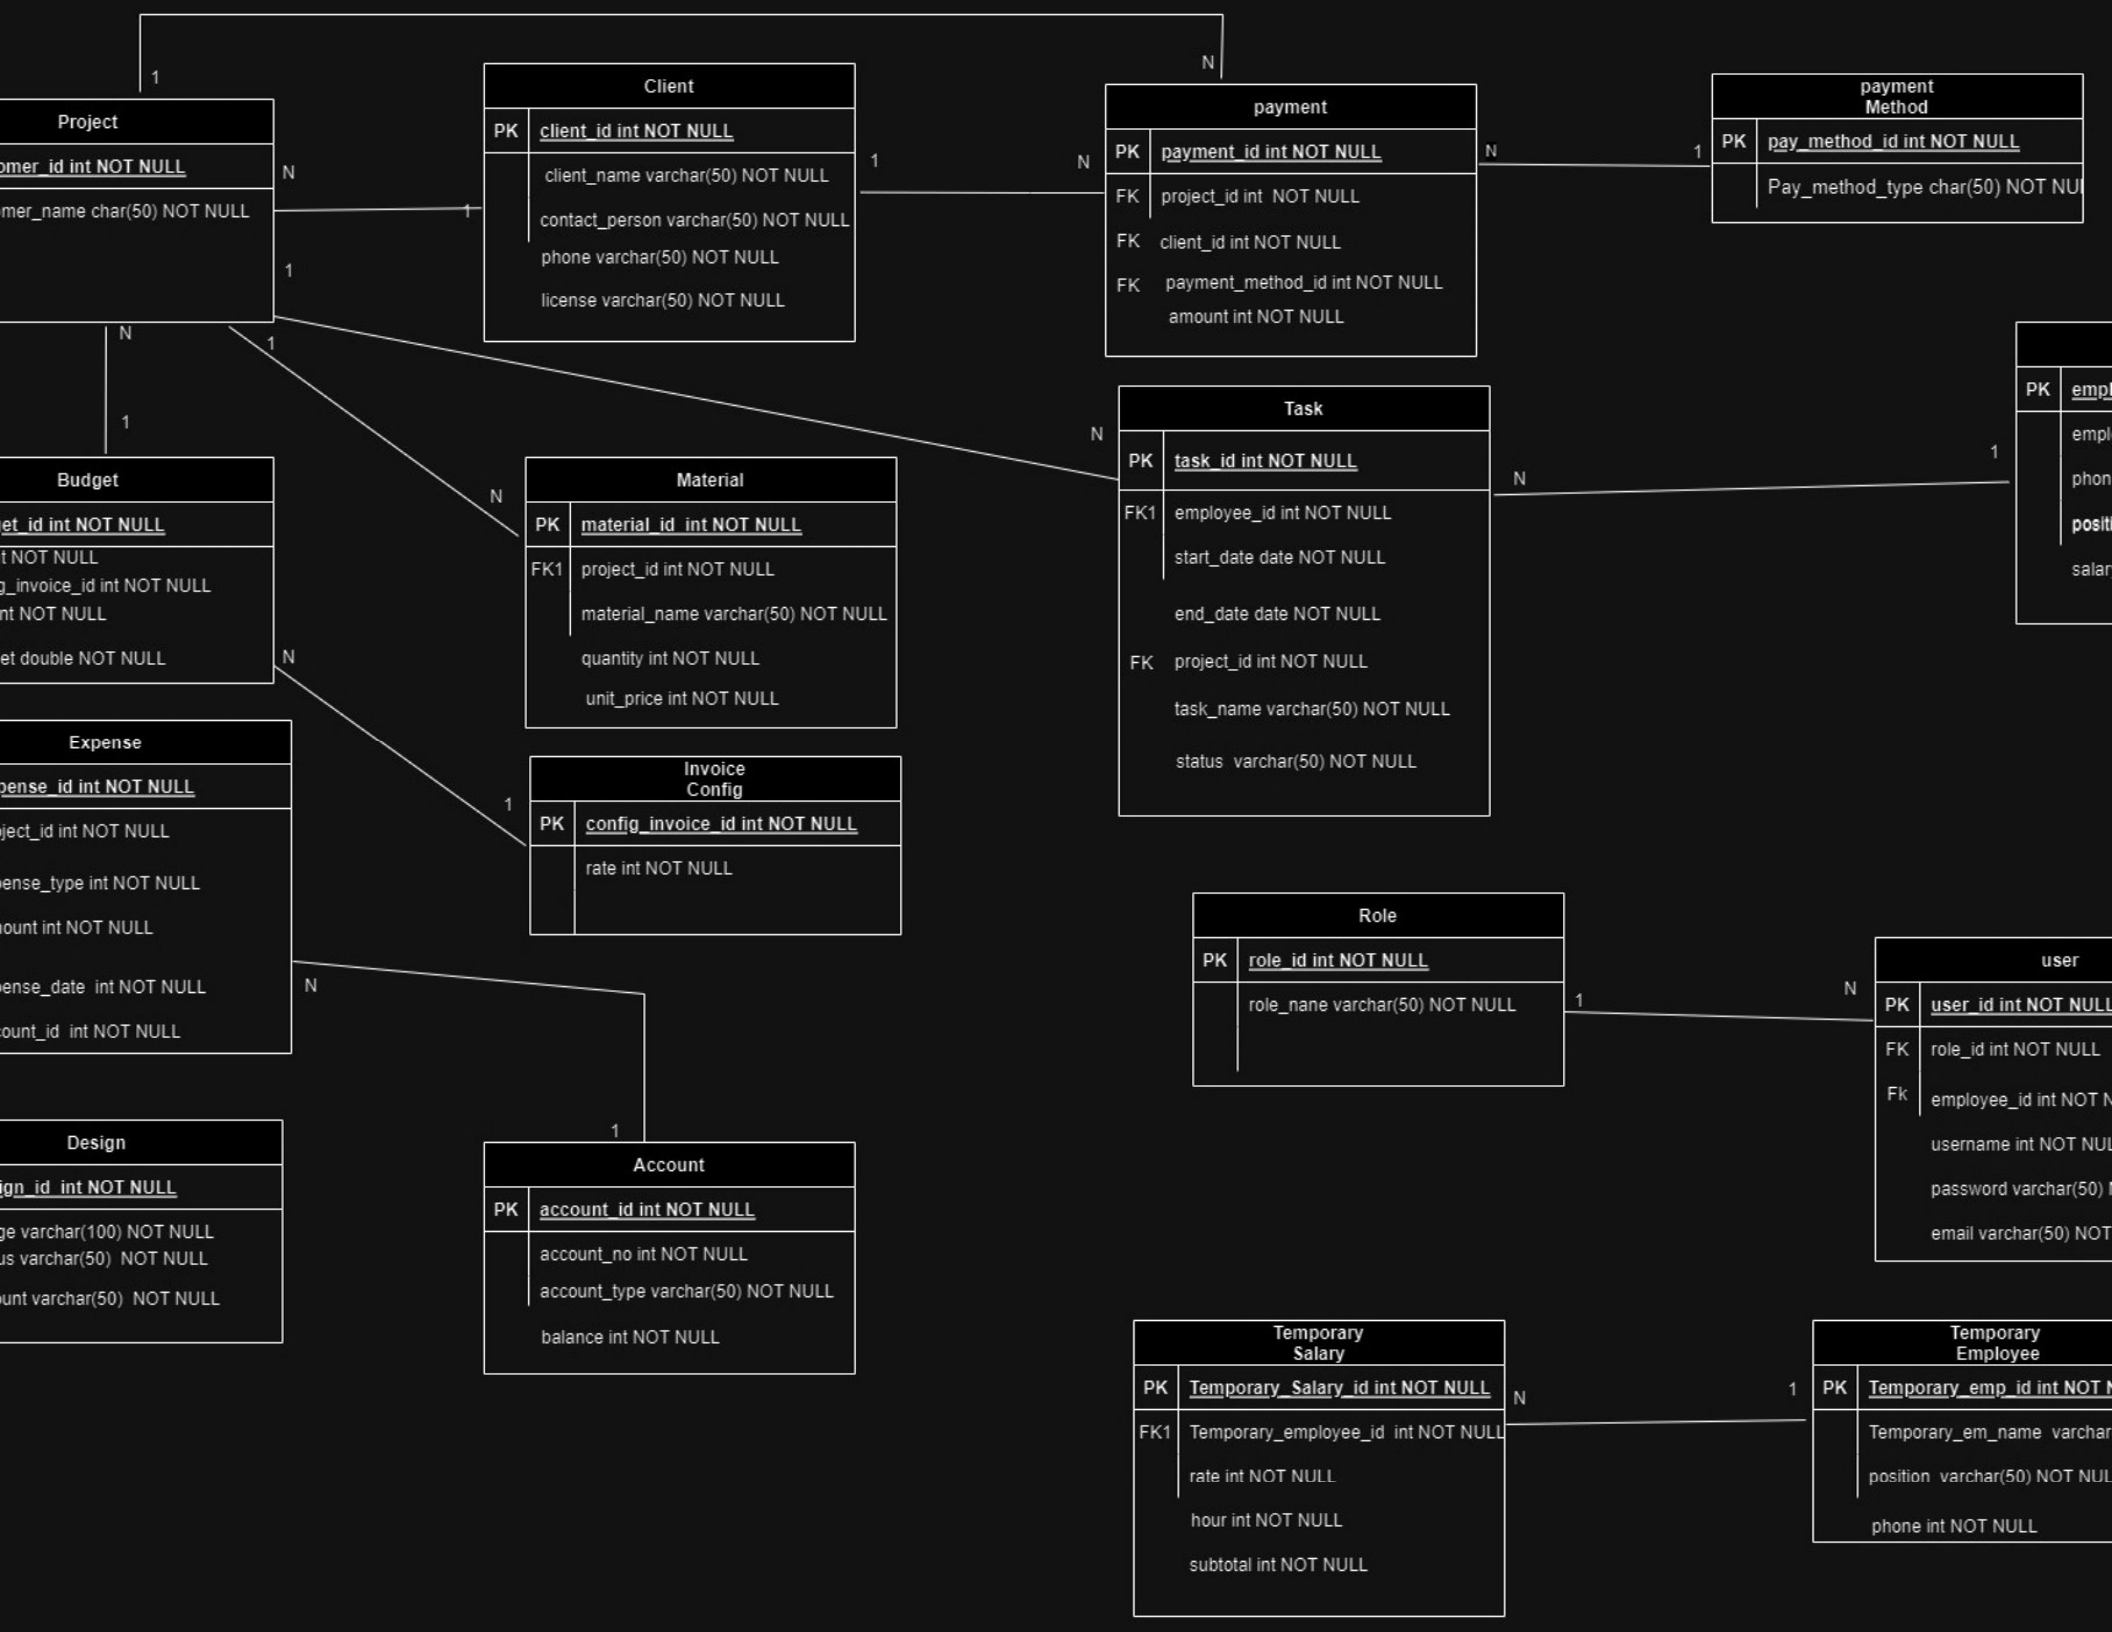 1
N
Project
omer_id int NOT NULL
omer_name char(50) NOT NULL
N
1
1
N
1
1
Client
PK client_id int NOT NULL
client_name varchar(50) NOT NULL
contact_person varchar(50) NOT NULL
phone varchar(50) NOT NULL
license varchar(50) NOT NULL
1
N
payment
PK payment_id int NOT NULL
FK project_id int NOT NULL
FK client_id int NOT NULL
FK payment_method_id int NOT NULL
amount int NOT NULL
N
1
payment
Method
PK pay_method_id int NOT NULL
Pay_method_type char(50) NOT NUL
Budget
et_id int NOT NULL
t NOT NULL
g_invoice_id int NOT NULL
nt NOT NULL
et double NOT NULL
N
N
Material
PK material_id int NOT NULL
FK1 project_id int NOT NULL
material_name varchar(50) NOT NULL
quantity int NOT NULL
unit_price int NOT NULL
N
Task
PK task_id int NOT NULL
FK1 employee_id int NOT NULL
start_date date NOT NULL
end_date date NOT NULL
FK project_id int NOT NULL
task_name varchar(50) NOT NULL
status varchar(50) NOT NULL
N
1
PK empl
empl
phon
positi
salar
Expense
pense_id int NOT NULL
ject_id int NOT NULL
pense_type int NOT NULL
nount int NOT NULL
pense_date int NOT NULL
count_id int NOT NULL
N
1
Invoice
Config
PK config_invoice_id int NOT NULL
rate int NOT NULL
Role
PK role_id int NOT NULL
role_nane varchar(50) NOT NULL
1
N
user
PK user_id int NOT NULL
FK role_id int NOT NULL
Fk employee_id int NOT N
username int NOT NUL
password varchar(50)
email varchar(50) NOT
Design
ign_id int NOT NULL
ge varchar(100) NOT NULL
us varchar(50) NOT NULL
ount varchar(50) NOT NULL
1
Account
PK account_id int NOT NULL
account_no int NOT NULL
account_type varchar(50) NOT NULL
balance int NOT NULL
Temporary
Salary
PK Temporary_Salary_id int NOT NULL
FK1 Temporary_employee_id int NOT NULL
rate int NOT NULL
hour int NOT NULL
subtotal int NOT NULL
N
1
Temporary
Employee
PK Temporary_emp_id int NOT N
Temporary_em_name varchar
position varchar(50) NOT NUL
phone int NOT NULL